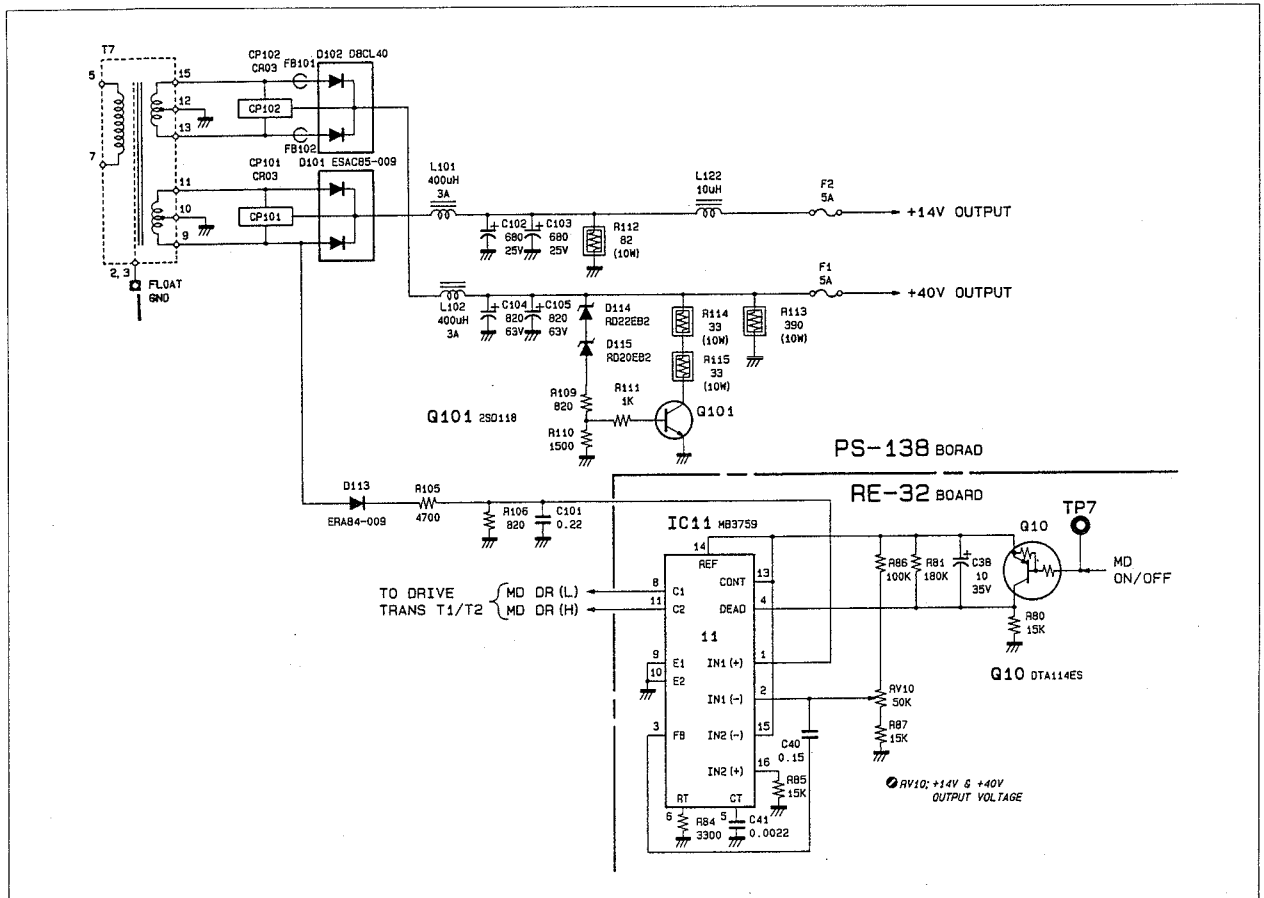 T7
5
7
15
12
13
11
10
9
2, 3
FLOAT
GND
CP102
CR03
FB101
D102 D8CL40
CP102
FB102
CP101
CR03
D101 ESAC85-009
CP101
L101
400uH
3A
C102
680
25V
C103
680
25V
R112
82
(10W)
L122
10uH
F2
5A
+14V OUTPUT
L102
400uH
3A
C104
820
63V
C105
820
63V
D114
RD22EB2
D115
RD20EB2
R109
820
R110
1500
R111
1K
R114
33
(10W)
R115
33
(10W)
R113
390
(10W)
F1
5A
+40V OUTPUT
Q101 2SD118
Q101
PS-138 BORAD
RE-32 BOARD
D113
ERA84-009
R105
4700
R106
820
C101
0.22
IC11 MB3759
14
REF
8 C1
11 C2
CONT 13
DEAD 4
11
9 E1
10 E2
IN1(+) 1
IN1(-) 2
3 FB
IN2(-) 15
IN2(+) 16
RT
6
CT
5
R84
3300
C41
0.0022
R85
15K
C40
0.15
TO DRIVE
TRANS T1/T2
MD DR(L)
MD DR(H)
R86
100K
R81
180K
C38
10
35V
Q10
TP7
MD
ON/OFF
R80
15K
Q10 DTA114ES
RV10
50K
R87
15K
RV10; +14V & +40V
OUTPUT VOLTAGE